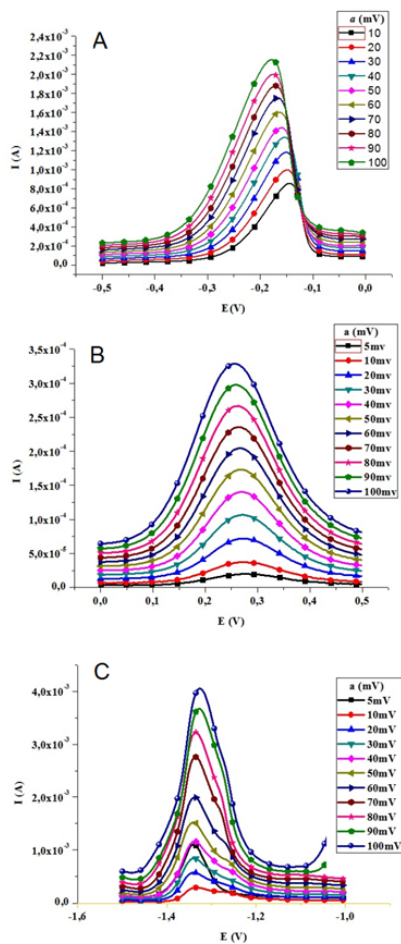 A
a (mV)
10
20
30
40
50
60
70
80
90
100
2,4x10⁻³
2,2x10⁻³
2,0x10⁻³
1,8x10⁻³
1,6x10⁻³
1,4x10⁻³
1,2x10⁻³
1,0x10⁻³
8,0x10⁻⁴
6,0x10⁻⁴
4,0x10⁻⁴
2,0x10⁻⁴
0,0
I (A)
-0,5 -0,4 -0,3 -0,2 -0,1 0,0
E (V)
B
a (mV)
5mv
10mv
20mv
30mv
40mv
50mv
60mv
70mv
80mv
90mv
100mv
3,5x10⁻⁴
3,0x10⁻⁴
2,5x10⁻⁴
2,0x10⁻⁴
1,5x10⁻⁴
1,0x10⁻⁴
5,0x10⁻⁵
0,0
I (A)
0,0 0,1 0,2 0,3 0,4 0,5
E (V)
C
a (mV)
5mV
10mV
20mV
30mV
40mV
50mV
60mV
70mV
80mV
90mV
100mV
4,0x10⁻³
3,0x10⁻³
2,0x10⁻³
1,0x10⁻³
0,0
I (A)
-1,6 -1,4 -1,2 -1,0
E (V)